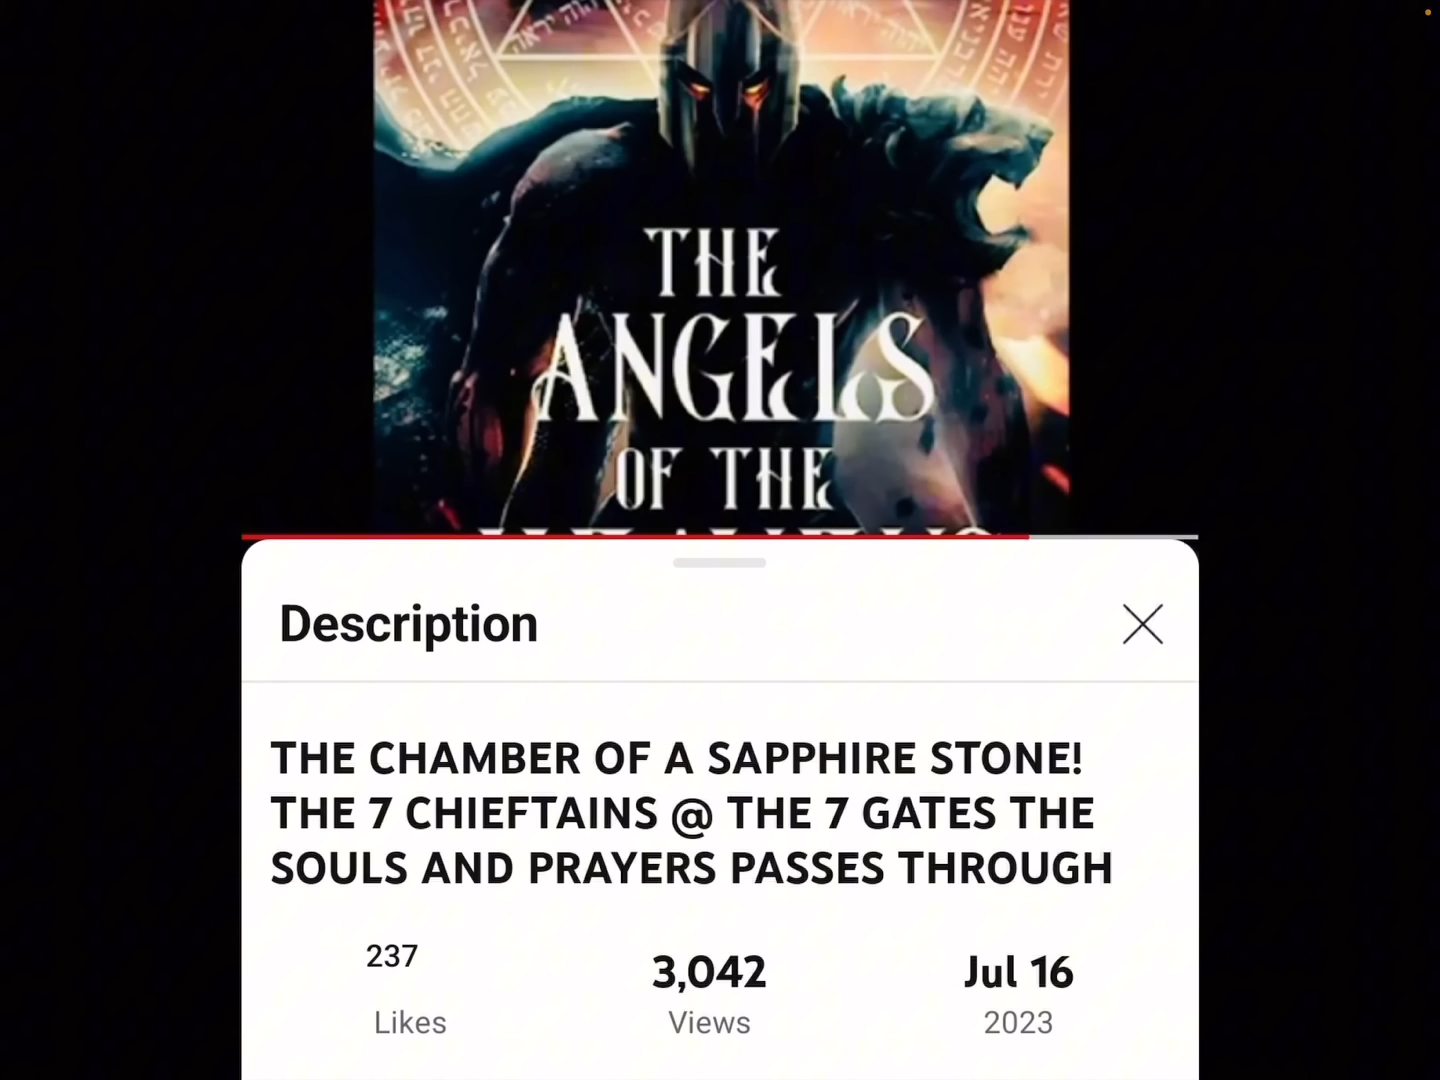 THE
ANGELS
OF THE
Description
THE CHAMBER OF A SAPPHIRE STONE!
THE 7 CHIEFTAINS @ THE 7 GATES THE
SOULS AND PRAYERS PASSES THROUGH
237
3,042
Jul 16
Likes
Views
2023